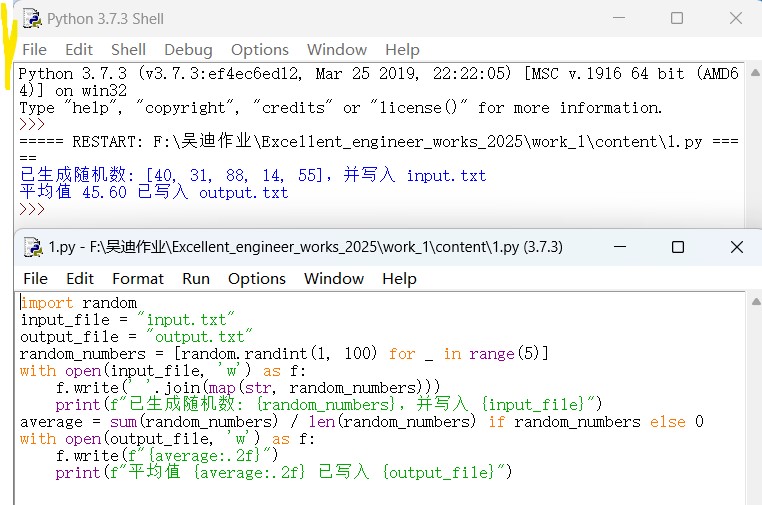 Python 3.7.3 Shell
File Edit Shell Debug Options Window Help
Python 3.7.3 (v3.7.3:ef4ec6ed12, Mar 25 2019, 22:22:05) [MSC v.1916 64 bit (AMD6
4)] on win32
Type "help", "copyright", "credits" or "license()" for more information.
>>>
===== RESTART: F:\吴迪作业\Excellent_engineer_works_2025\work_1\content\1.py ===
==
已生成随机数: [40, 31, 88, 14, 55]，并写入 input.txt
平均值 45.60 已写入 output.txt
>>>
1.py - F:\吴迪作业\Excellent_engineer_works_2025\work_1\content\1.py (3.7.3)
File Edit Format Run Options Window Help
import random
input_file = "input.txt"
output_file = "output.txt"
random_numbers = [random.randint(1, 100) for _ in range(5)]
with open(input_file, 'w') as f:
    f.write(' '.join(map(str, random_numbers)))
    print(f"已生成随机数: {random_numbers}，并写入 {input_file}")
average = sum(random_numbers) / len(random_numbers) if random_numbers else 0
with open(output_file, 'w') as f:
    f.write(f"{average:.2f}")
    print(f"平均值 {average:.2f} 已写入 {output_file}")